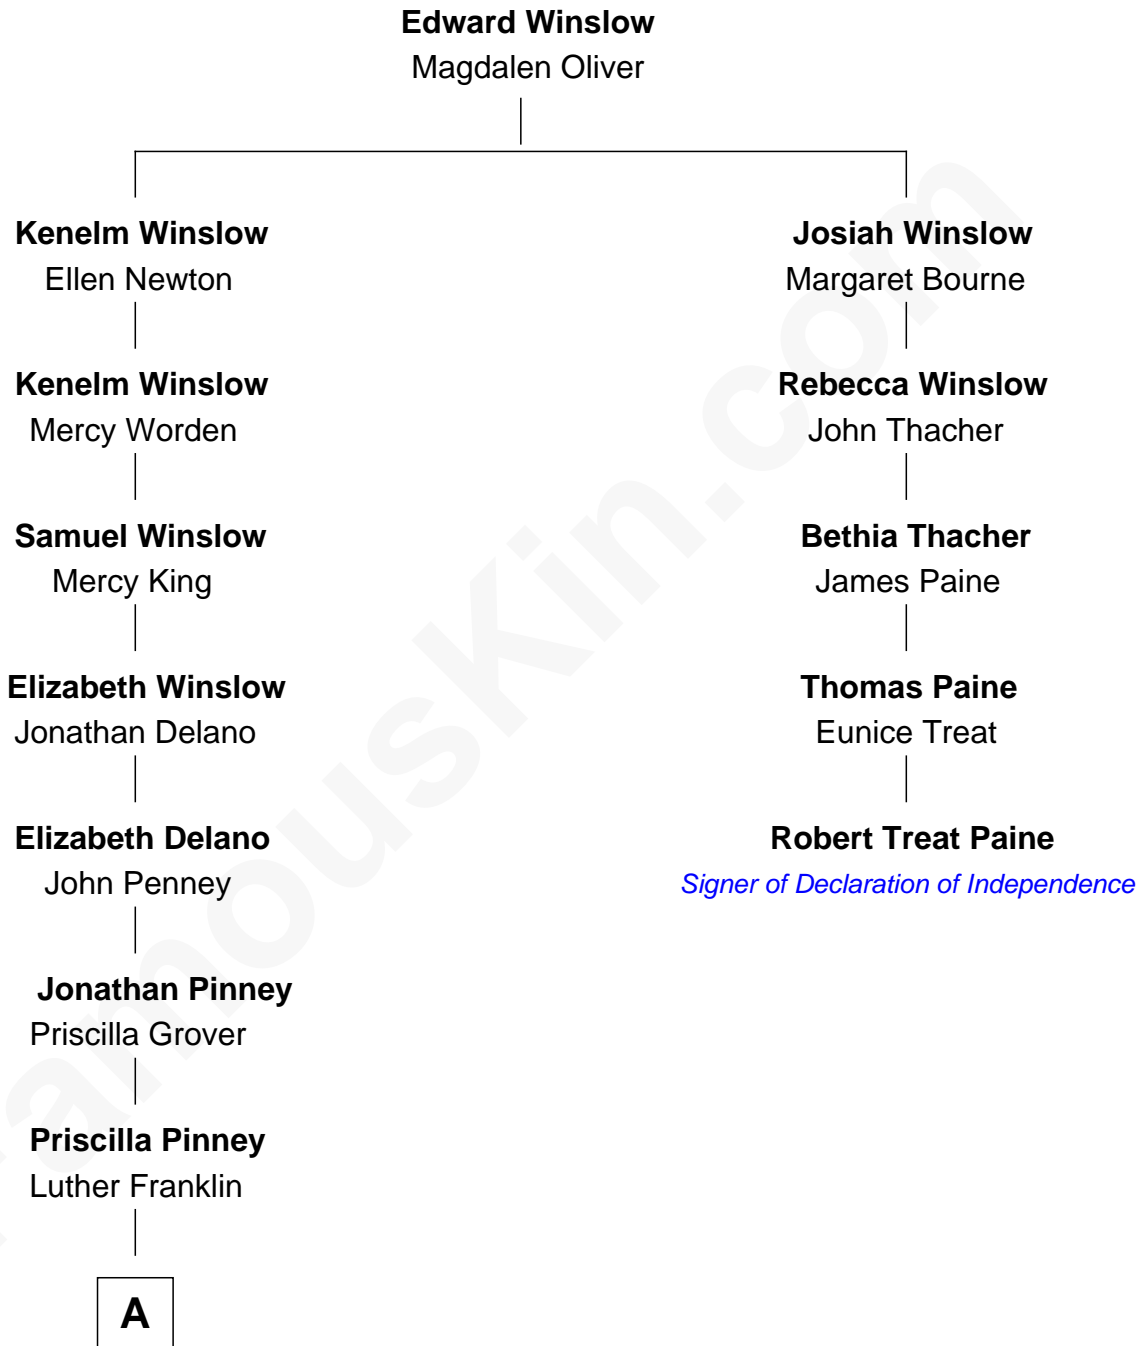 Edward Winslow
Magdalen Oliver
Kenelm Winslow
Ellen Newton
Josiah Winslow
Margaret Bourne
Kenelm Winslow
Mercy Worden
Rebecca Winslow
John Thacher
Samuel Winslow
Mercy King
Bethia Thacher
James Paine
Elizabeth Winslow
Jonathan Delano
Thomas Paine
Eunice Treat
Elizabeth Delano
John Penney
Robert Treat Paine
Signer of Declaration of Independence
Jonathan Pinney
Priscilla Grover
Priscilla Pinney
Luther Franklin
A
FamousKin.com